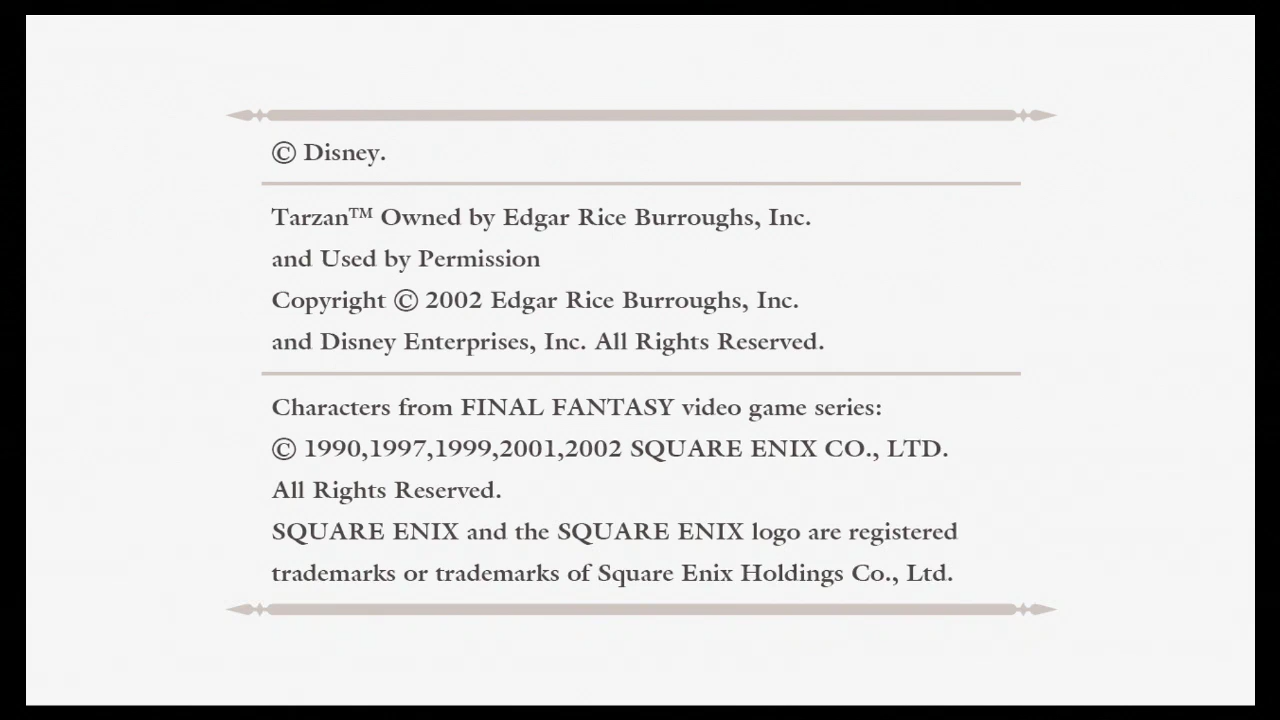 © Disney.
Tarzan™ Owned by Edgar Rice Burroughs, Inc.
and Used by Permission
Copyright © 2002 Edgar Rice Burroughs, Inc.
and Disney Enterprises, Inc. All Rights Reserved.
Characters from FINAL FANTASY video game series:
© 1990,1997,1999,2001,2002 SQUARE ENIX CO., LTD.
All Rights Reserved.
SQUARE ENIX and the SQUARE ENIX logo are registered
trademarks or trademarks of Square Enix Holdings Co., Ltd.